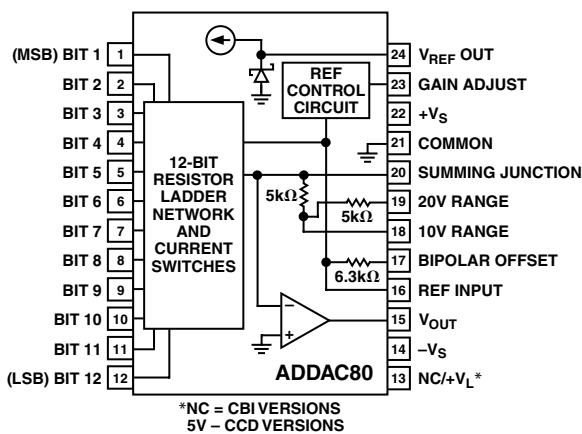 (MSB) BIT 1 1
BIT 2 2
BIT 3 3
BIT 4 4
BIT 5 5
BIT 6 6
BIT 7 7
BIT 8 8
BIT 9 9
BIT 10 10
BIT 11 11
(LSB) BIT 12 12
12-BIT
RESISTOR
LADDER
NETWORK
AND
CURRENT
SWITCHES
REF
CONTROL
CIRCUIT
5kΩ
5kΩ
6.3kΩ
–
+
ADDAC80
24 VREF OUT
23 GAIN ADJUST
22 +VS
21 COMMON
20 SUMMING JUNCTION
19 20V RANGE
18 10V RANGE
17 BIPOLAR OFFSET
16 REF INPUT
15 VOUT
14 –VS
13 NC/+VL*
*NC = CBI VERSIONS
5V – CCD VERSIONS